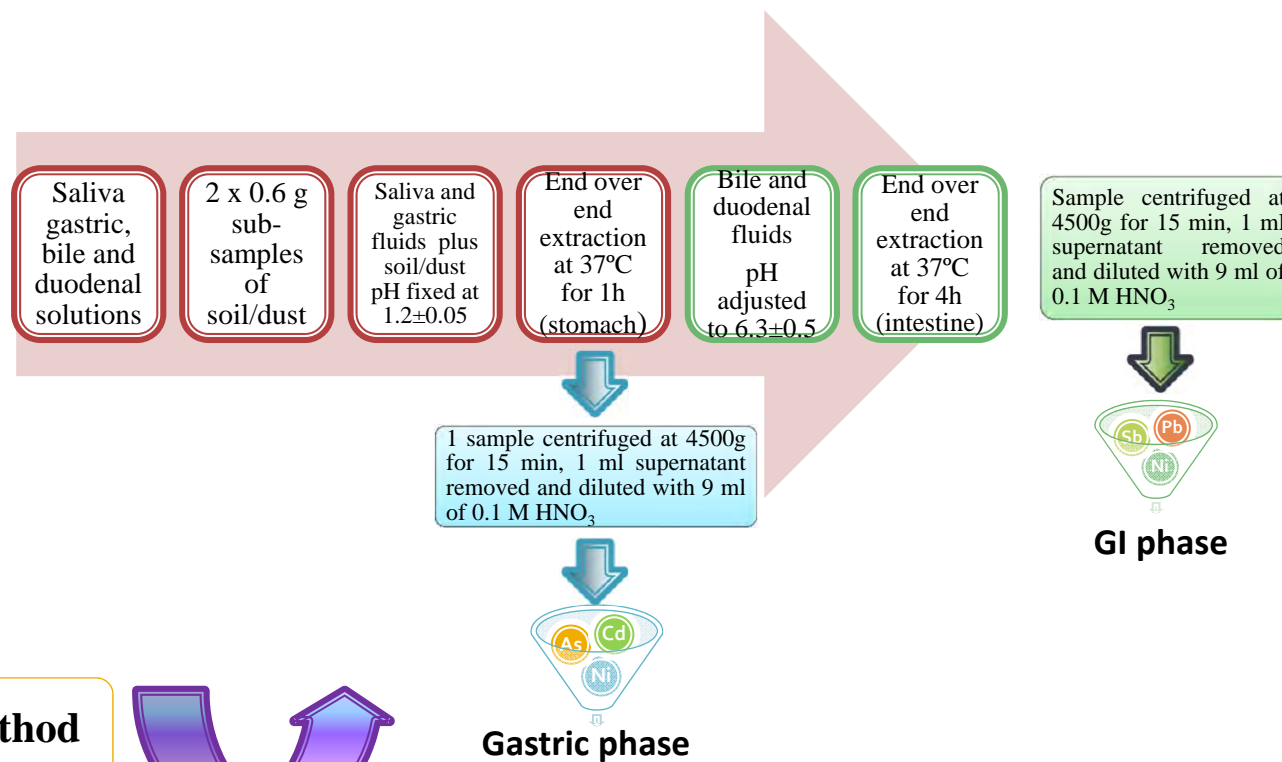 Saliva
gastric,
bile and
duodenal
solutions
2 x 0.6 g
sub-
samples
of
soil/dust
Saliva and
gastric
fluids plus
soil/dust
pH fixed at
1.2±0.05
End over
end
extraction
at 37ºC
for 1h
(stomach)
Bile and
duodenal
fluids
pH
adjusted
to 6.3±0.5
End over
end
extraction
at 37ºC
for 4h
(intestine)
Sample centrifuged at
4500g for 15 min, 1 ml
supernatant removed
and diluted with 9 ml of
0.1 M HNO₃
Sb
Pb
Ni
GI phase
1 sample centrifuged at 4500g
for 15 min, 1 ml supernatant
removed and diluted with 9 ml
of 0.1 M HNO₃
As
Cd
Ni
Gastric phase
thod